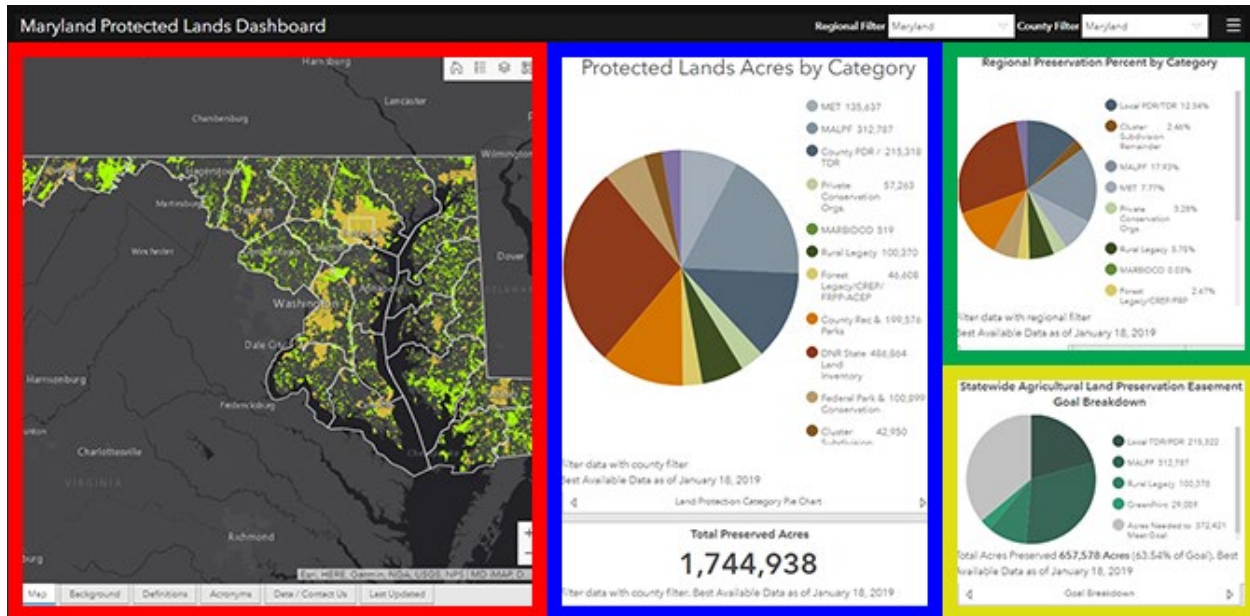 Maryland Protected Lands Dashboard
Regional Filter Maryland County Filter Maryland
Harrisburg
Lancaster
Chambersburg
Wilmington
Hagerstown
Martinsburg
Winchester
Dover
Washington
Annapolis
Dale City
Harrisonburg
Fredericksburg
Charlottesville
VIRGINIA
Richmond
Esri, HERE, Garmin, NGA, USGS, NPS | MD iMAP, D...
Map Background Definitions Acronyms Data / Contact Us Last Updated
Protected Lands Acres by Category
MET 135,637
MALPF 312,787
County PDR / 215,318
TDR
Private 57,263
Conservation
Orgs.
MARBIDCO 519
Rural Legacy 100,370
Forest 46,608
Legacy/CREP/
FRPP-ACEP
County Rec & 199,576
Parks
DNR State 486,864
Land
Inventory
Federal Park & 100,899
Conservation
Cluster 42,950
Subdivision
filter data with county filter
Best Available Data as of January 18, 2019
Land Protection Category Pie Chart
Total Preserved Acres
1,744,938
filter data with county filter. Best Available Data as of January 18, 2019
Regional Preservation Percent by Category
Local PDR/TDR 12.34%
Cluster 2.46%
Subdivision
Remainder
MALPF 17.93%
MET 7.77%
Private 3.28%
Conservation
Orgs.
Rural Legacy 5.75%
MARBIDCO 0.03%
Forest 2.67%
Legacy/CREP/FRP
filter data with regional filter
Best Available Data as of January 18, 2019
Statewide Agricultural Land Preservation Easement
Goal Breakdown
Local TDR/PDR 215,322
MALPF 312,787
Rural Legacy 100,378
GreenPrint 29,009
Acres Needed to 372,421
Meet Goal
Total Acres Preserved 657,578 Acres (63.54% of Goal). Best
Available Data as of January 18, 2019
Goal Breakdown